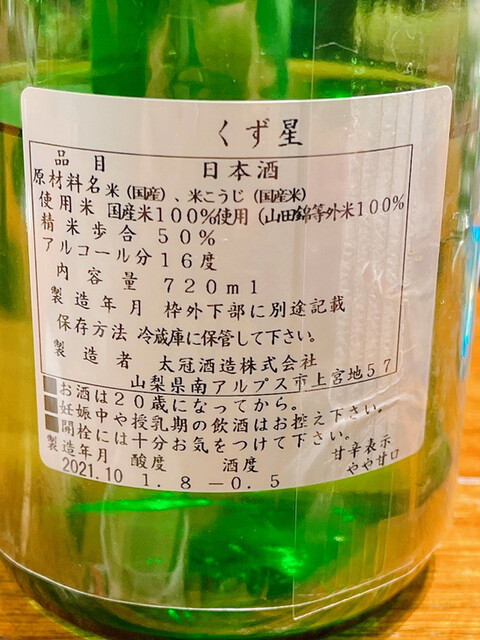 くず星
品目 日本酒
原材料名 米（国産）、米こうじ（国産米）
使用米 国産米100%使用（山田錦等外米100%
精米歩合 50%
アルコール分 16度
内容量 720ml
製造年月 枠外下部に別途記載
保存方法 冷蔵庫に保管して下さい。
製造者 太冠酒造株式会社
山梨県南アルプス市上宮地57
■お酒は20歳になってから。
■妊娠中や授乳期の飲酒はお控え下さい。
■開栓には十分お気をつけて下さい。
製造年月 酸度 酒度 甘辛表示
2021.10 1.8 −0.5 やや甘口